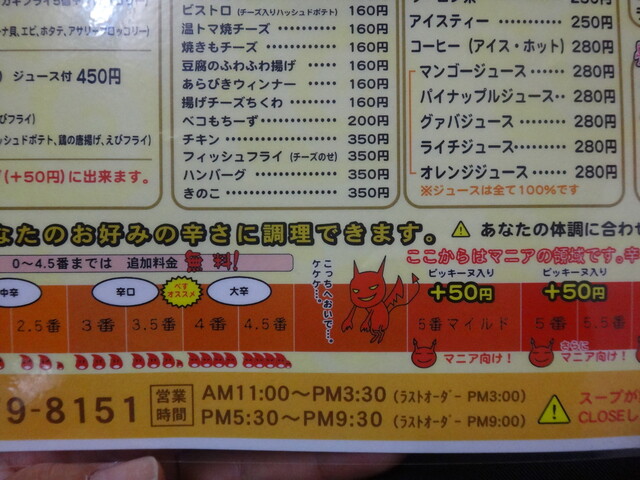 ーナ貝、エビ、ホタテ、アサリ、ブロッコリー)
ジュース付 450円
えびフライ)
ッシュドポテト、鶏の唐揚げ、えびフライ)
(+50円)に出来ます。
ビストロ (チーズ入りハッシュドポテト) 160円
温トマ焼チーズ ………… 160円
焼きもチーズ ………… 160円
豆腐のふわふわ揚げ …… 160円
あらびきウィンナー …… 160円
揚げチーズちくわ …… 160円
ベコもちーず ………… 200円
チキン ………… 350円
フィッシュフライ (チーズのせ) 350円
ハンバーグ ………… 350円
きのこ ………… 350円
アイスティー ………… 250円
コーヒー (アイス・ホット) … 280円
マンゴージュース …… 280円
パイナップルジュース‥ 280円
グァバジュース …… 280円
ライチジュース …… 280円
オレンジジュース …… 280円
※ジュースは全て100%です
なたのお好みの辛さに調理できます。
あなたの体調に合わせ
0〜4.5番までは 追加料金 無料!
ここからはマニアの領域です。辛
中辛
辛口
べす オススメ
大辛
2.5番
3番
3.5番
4番
4.5番
こっちへおいで…。
ケケケ…。
ピッキーヌ入り
+50円
5番マイルド
マニア向け!
ピッキーヌ入り
+50円
5番
5.5番
さらに
マニア向け!
9-8151
営業時間
AM11:00〜PM3:30 (ラストオーダー PM3:00)
PM5:30〜PM9:30 (ラストオーダー PM9:00)
スープが
CLOSEし